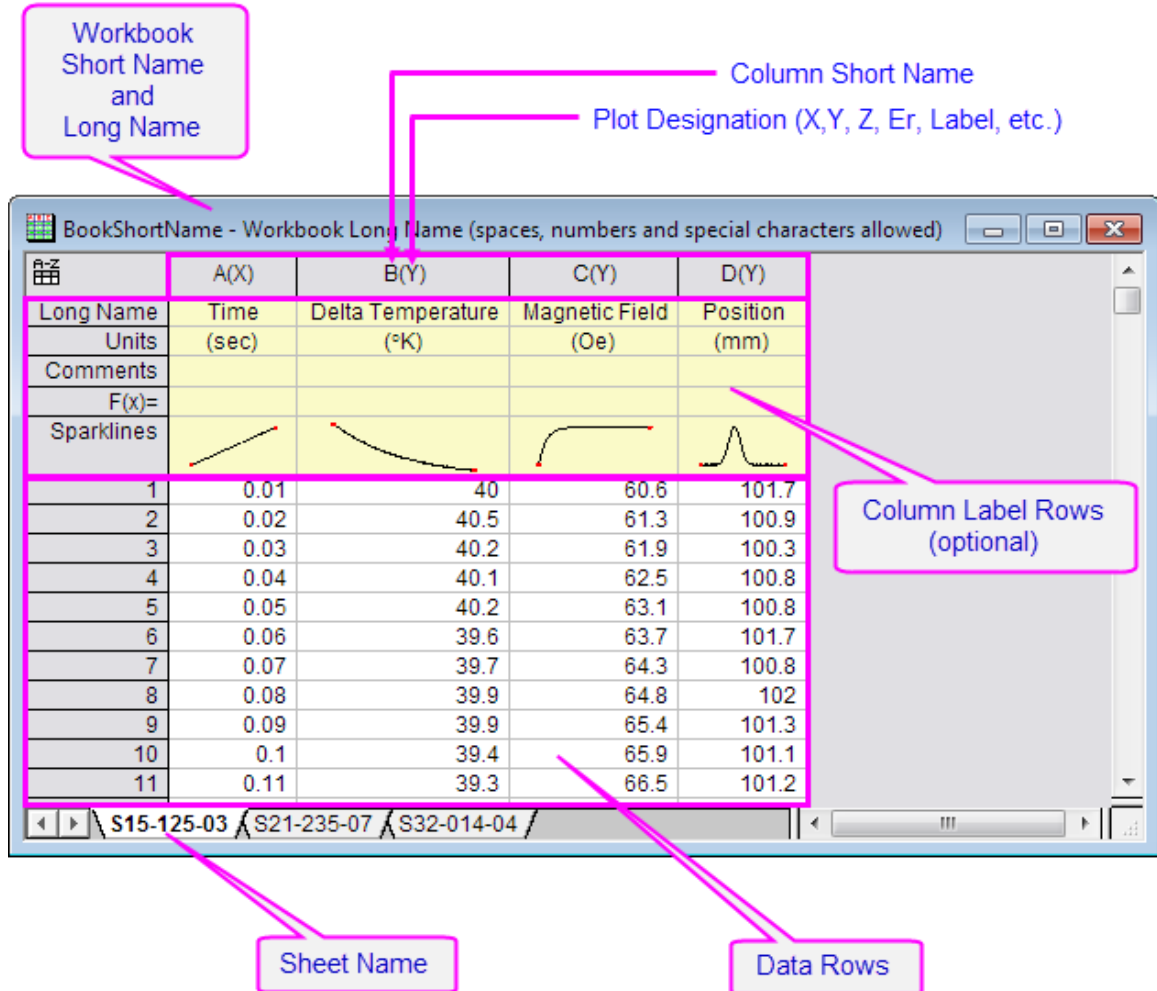 Workbook
Short Name
and
Long Name
Column Short Name
Plot Designation (X,Y, Z, Er, Label, etc.)
BookShortName - Workbook Long Name (spaces, numbers and special characters allowed)
A-Z A(X) B(Y) C(Y) D(Y)
Long Name Time Delta Temperature Magnetic Field Position
Units (sec) (°K) (Oe) (mm)
Comments
F(x)=
Sparklines
1 0.01 40 60.6 101.7
2 0.02 40.5 61.3 100.9
3 0.03 40.2 61.9 100.3
4 0.04 40.1 62.5 100.8
5 0.05 40.2 63.1 100.8
6 0.06 39.6 63.7 101.7
7 0.07 39.7 64.3 100.8
8 0.08 39.9 64.8 102
9 0.09 39.9 65.4 101.3
10 0.1 39.4 65.9 101.1
11 0.11 39.3 66.5 101.2
Column Label Rows
(optional)
S15-125-03 S21-235-07 S32-014-04
Sheet Name
Data Rows